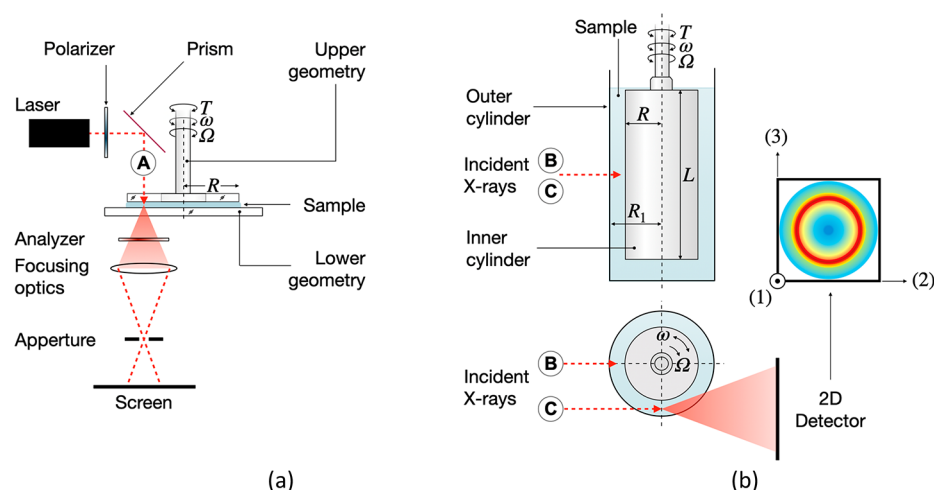 Polarizer
Prism
Upper
geometry
Laser
T
ω
Ω
A
R
Sample
Analyzer
Focusing
optics
Lower
geometry
Apperture
Screen
(a)
Sample
T
ω
Ω
Outer
cylinder
R
Incident
X-rays
B
C
L
R1
Inner
cylinder
(3)
(1)
(2)
ω
Ω
B
Incident
X-rays
C
2D
Detector
(b)